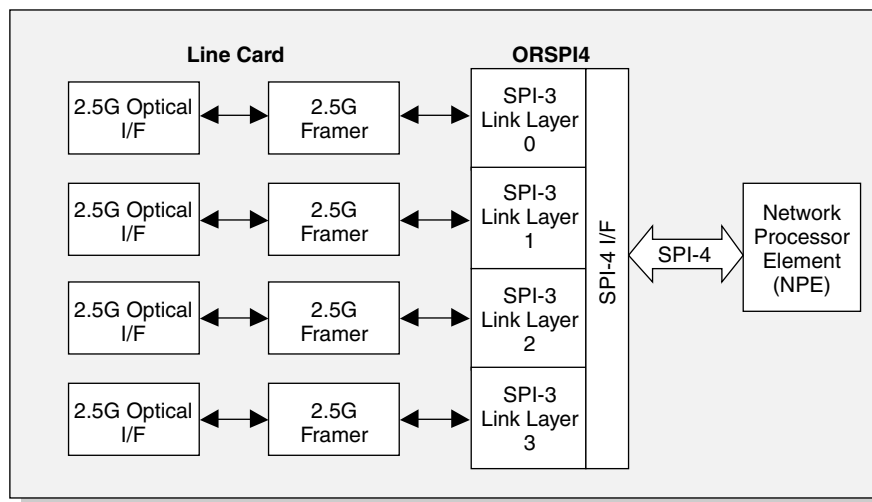 Line Card
ORSPI4
2.5G Optical
I/F
2.5G
Framer
SPI-3
Link Layer
0
2.5G Optical
I/F
2.5G
Framer
SPI-3
Link Layer
1
2.5G Optical
I/F
2.5G
Framer
SPI-3
Link Layer
2
2.5G Optical
I/F
2.5G
Framer
SPI-3
Link Layer
3
SPI-4 I/F
SPI-4
Network
Processor
Element
(NPE)